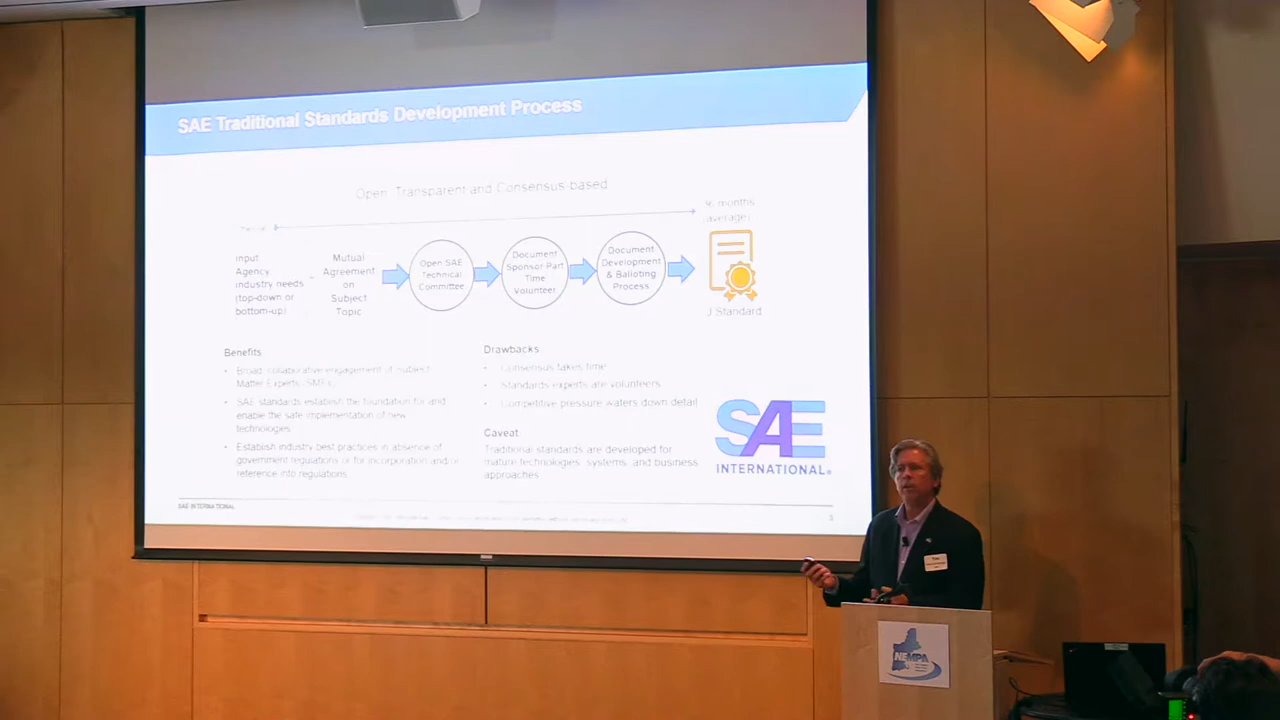 SAE Traditional Standards Development Process
Open, Transparent and Consensus-based
months
(average)
Input
Agency
industry needs
(top-down or
bottom-up)
Mutual
Agreement
on
Subject
Topic
Open SAE
Technical
Committee
Document
Sponsor Part
Time
Volunteer
Document
Development
& Balloting
Process
J Standard
Benefits
• Broad, collaborative engagement of Subject
Matter Experts (SMEs)
• SAE standards establish the foundation for and
enable the safe implementation of new
technologies
• Establish industry best practices in absence of
government regulations or for incorporation and/or
reference into regulations
Drawbacks
• Consensus takes time
• Standards experts are volunteers
• Competitive pressure waters down detail
Caveat
Traditional standards are developed for
mature technologies, systems, and business
approaches
SAE
INTERNATIONAL®
SAE INTERNATIONAL
3
NEMPA